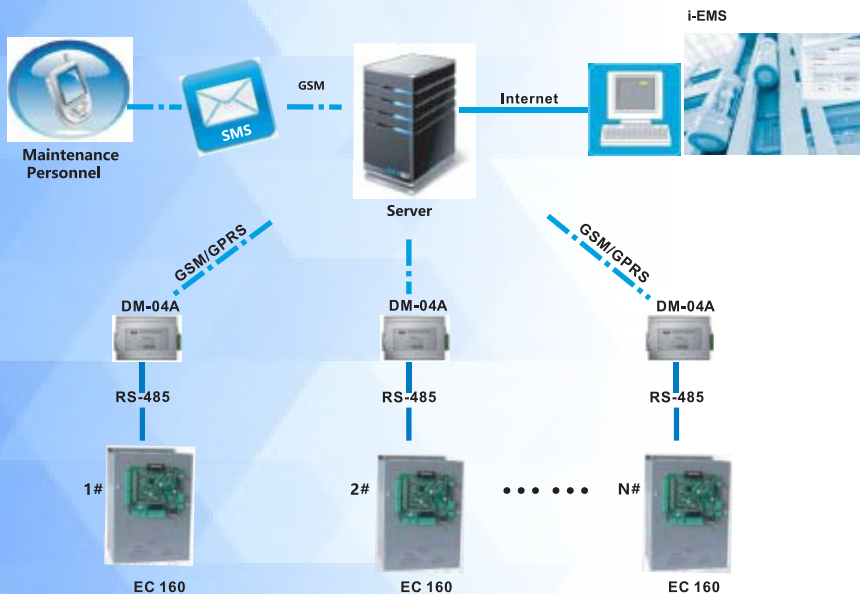 i-EMS
GSM
SMS
Internet
Maintenance
Personnel
Server
GSM/GPRS
GSM/GPRS
DM-04A
DM-04A
DM-04A
RS-485
RS-485
RS-485
1#
2#
•••  •••
N#
EC 160
EC 160
EC 160